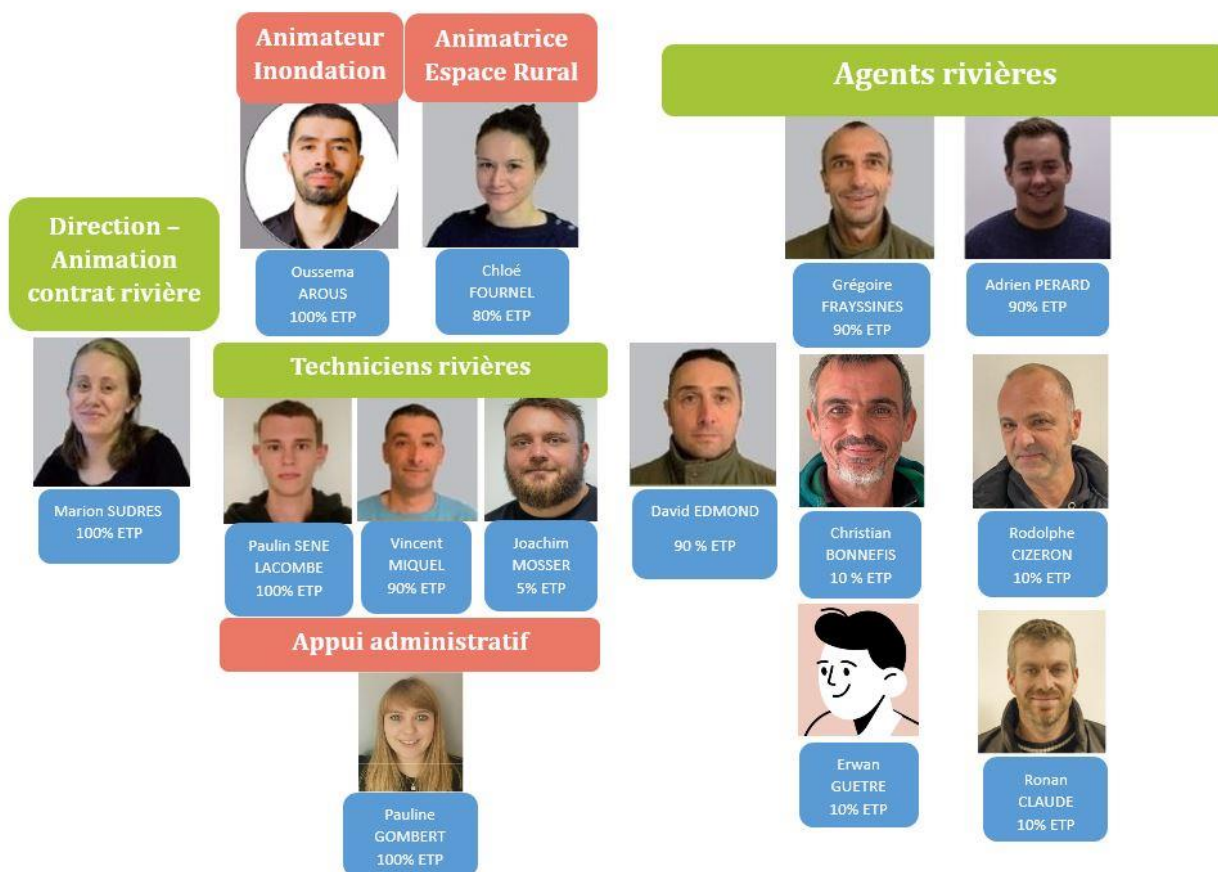 Animateur
Inondation
Animatrice
Espace Rural
Agents rivières
Direction –
Animation
contrat rivière
Oussema
AROUS
100% ETP
Chloé
FOURNEL
80% ETP
Grégoire
FRAYSSINES
90% ETP
Adrien PERARD
90% ETP
Techniciens rivières
Marion SUDRES
100% ETP
Paulin SENE
LACOMBE
100% ETP
Vincent
MIQUEL
90% ETP
Joachim
MOSSER
5% ETP
David EDMOND
90 % ETP
Christian
BONNEFIS
10 % ETP
Rodolphe
CIZERON
10% ETP
Appui administratif
Pauline
GOMBERT
100% ETP
Erwan
GUETRE
10% ETP
Ronan
CLAUDE
10% ETP